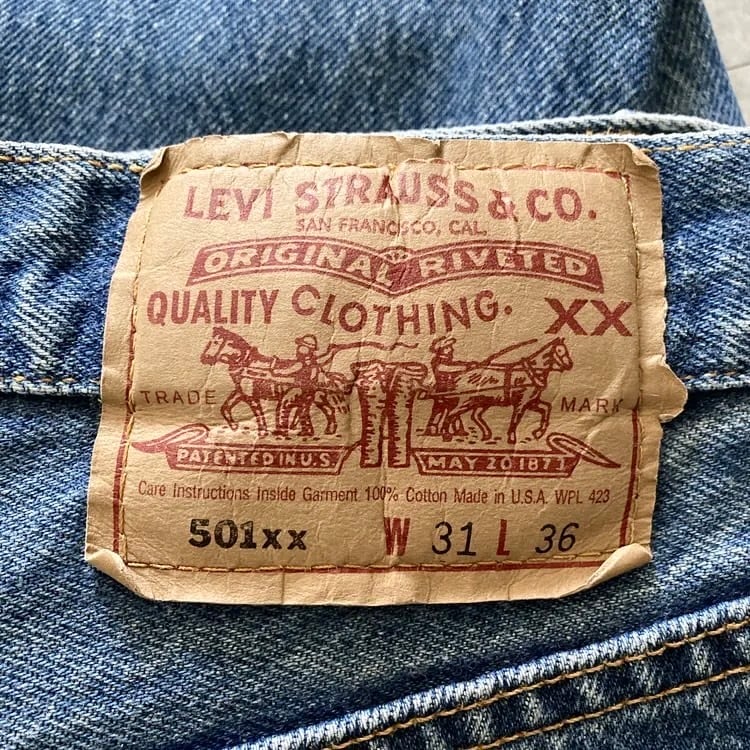 LEVI STRAUSS & CO.
SAN FRANCISCO, CAL.
ORIGINAL RIVETED
QUALITY CLOTHING. XX
TRADE MARK
PATENTED IN U.S. MAY 20 1873
Care Instructions Inside Garment 100% Cotton Made in U.S.A. WPL 423
501xx W 31 L 36